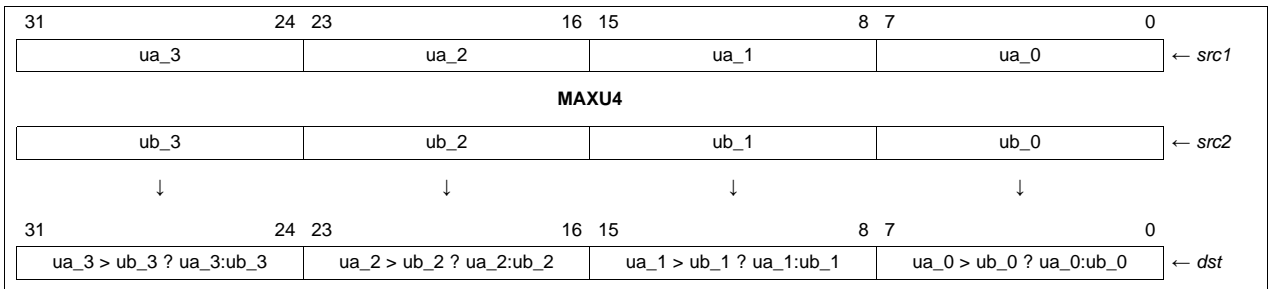 31 24 23 16 15 8 7 0
ua_3 ua_2 ua_1 ua_0 ← src1
MAXU4
ub_3 ub_2 ub_1 ub_0 ← src2
↓ ↓ ↓ ↓
31 24 23 16 15 8 7 0
ua_3 > ub_3 ? ua_3:ub_3 ua_2 > ub_2 ? ua_2:ub_2 ua_1 > ub_1 ? ua_1:ub_1 ua_0 > ub_0 ? ua_0:ub_0 ← dst